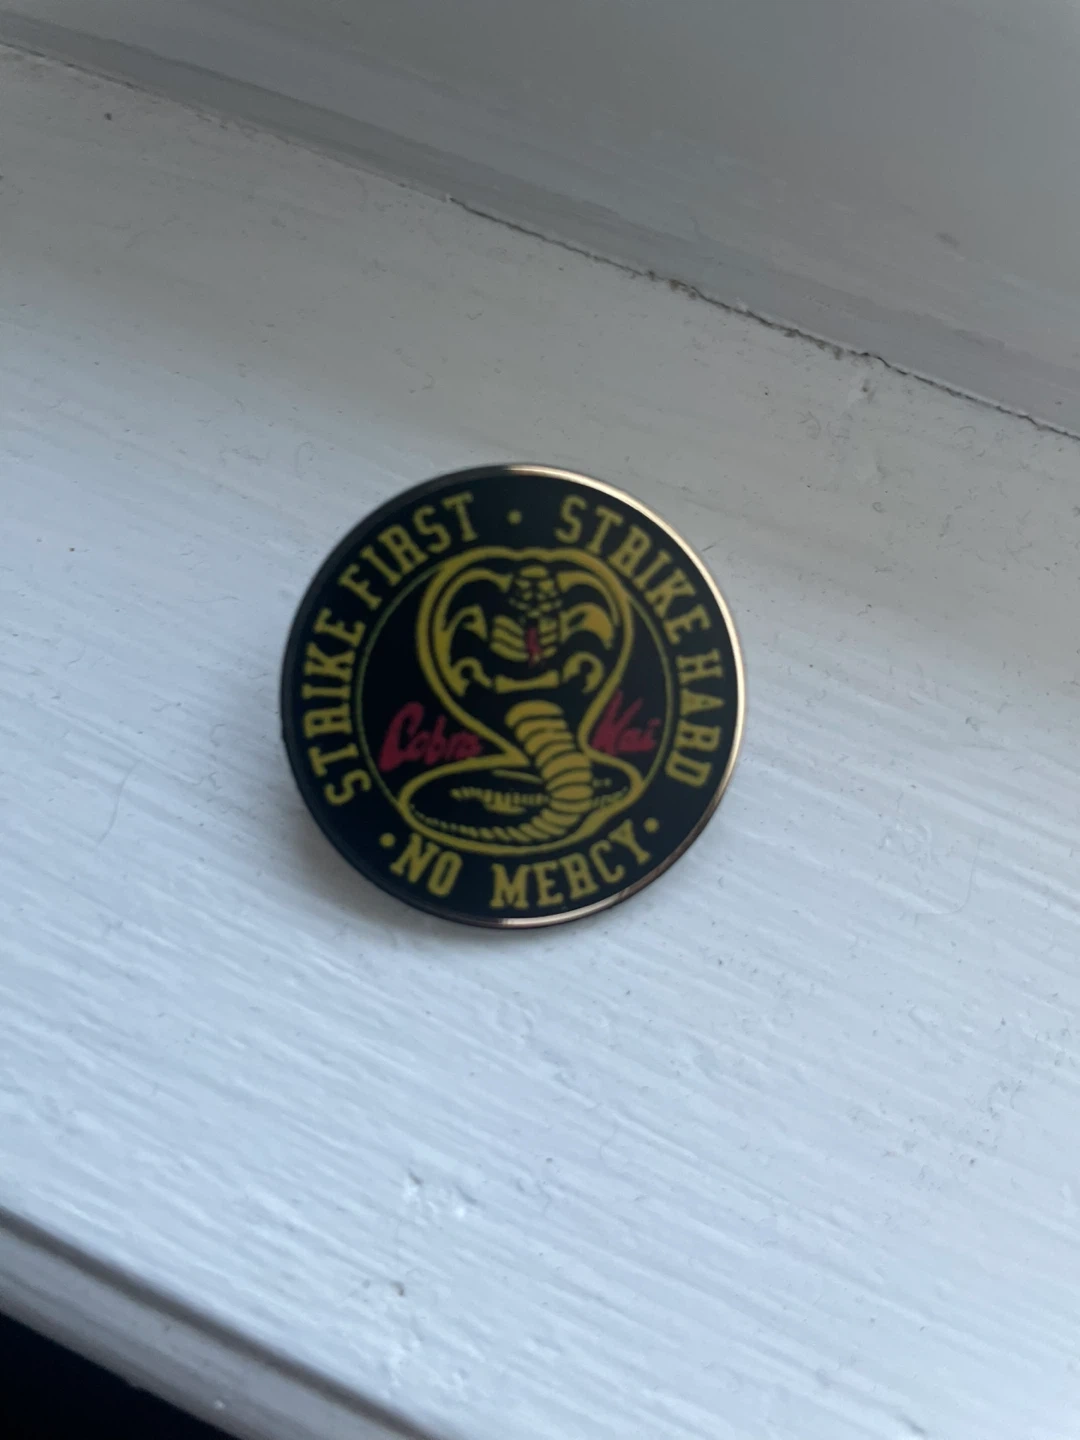 STRIKE FIRST • STRIKE HARD
Cobra Kai
• NO MERCY •